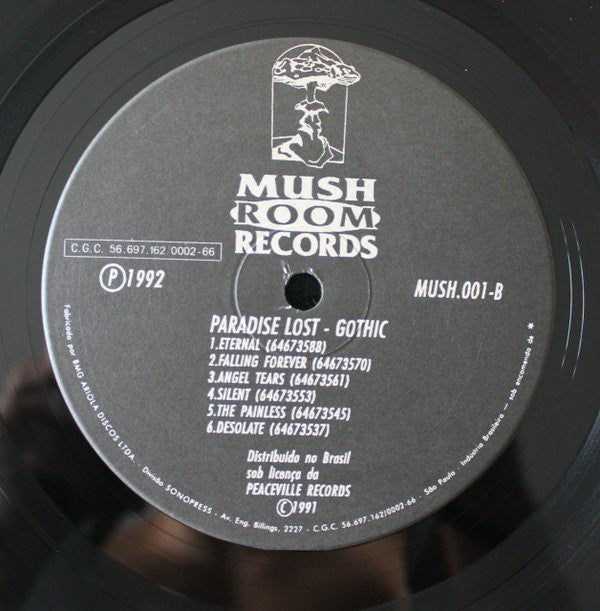 MUSH
ROOM
RECORDS
C.G.C. 56.697.162 0002-66
P 1992
MUSH.001-B
PARADISE LOST - GOTHIC
1.ETERNAL (64673588)
2.FALLING FOREVER (64673570)
3.ANGEL TEARS (64673561)
4.SILENT (64673553)
5.THE PAINLESS (64673545)
6.DESOLATE (64673537)
Distribuido no Brasil
sob licença da
PEACEVILLE RECORDS
©1991
Fabricado por BMG ARIOLA DISCOS LTDA. - Divisão SONOPRESS - Av. Eng. Billings, 2227 - C.G.C. 56.697.162/0002-66 - São Paulo - Indústria Brasileira - sob encomenda de *